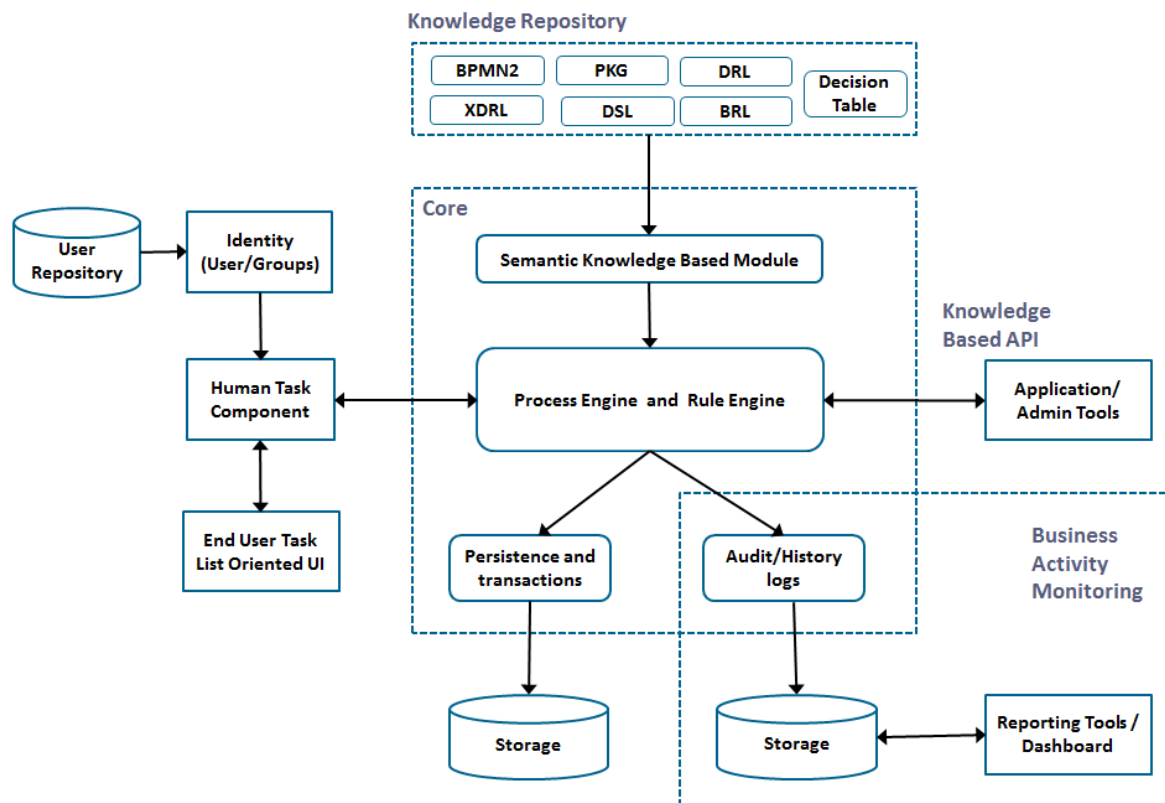 Knowledge Repository
BPMN2
PKG
DRL
Decision
Table
XDRL
DSL
BRL
Core
User
Repository
Identity
(User/Groups)
Semantic Knowledge Based Module
Knowledge
Based API
Human Task
Component
Process Engine and Rule Engine
Application/
Admin Tools
End User Task
List Oriented UI
Persistence and
transactions
Audit/History
logs
Business
Activity
Monitoring
Storage
Storage
Reporting Tools /
Dashboard